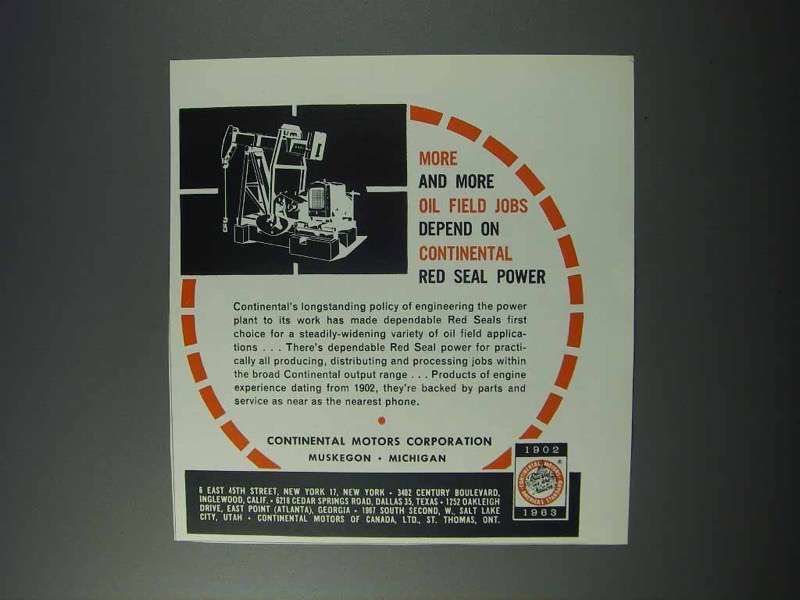 MORE
AND MORE
OIL FIELD JOBS
DEPEND ON
CONTINENTAL
RED SEAL POWER
Continental's longstanding policy of engineering the power
plant to its work has made dependable Red Seals first
choice for a steadily-widening variety of oil field applica-
tions . . . There's dependable Red Seal power for practi-
cally all producing, distributing and processing jobs within
the broad Continental output range . . . Products of engine
experience dating from 1902, they're backed by parts and
service as near as the nearest phone.
CONTINENTAL MOTORS CORPORATION
MUSKEGON • MICHIGAN
6 EAST 45TH STREET, NEW YORK 17, NEW YORK • 3402 CENTURY BOULEVARD,
INGLEWOOD, CALIF. • 6218 CEDAR SPRINGS ROAD, DALLAS 35, TEXAS • 1252 OAKLEIGH
DRIVE, EAST POINT (ATLANTA), GEORGIA • 1967 SOUTH SECOND, W., SALT LAKE
CITY, UTAH • CONTINENTAL MOTORS OF CANADA, LTD., ST. THOMAS, ONT.
1902
CONTINENTAL MOTORS
1963